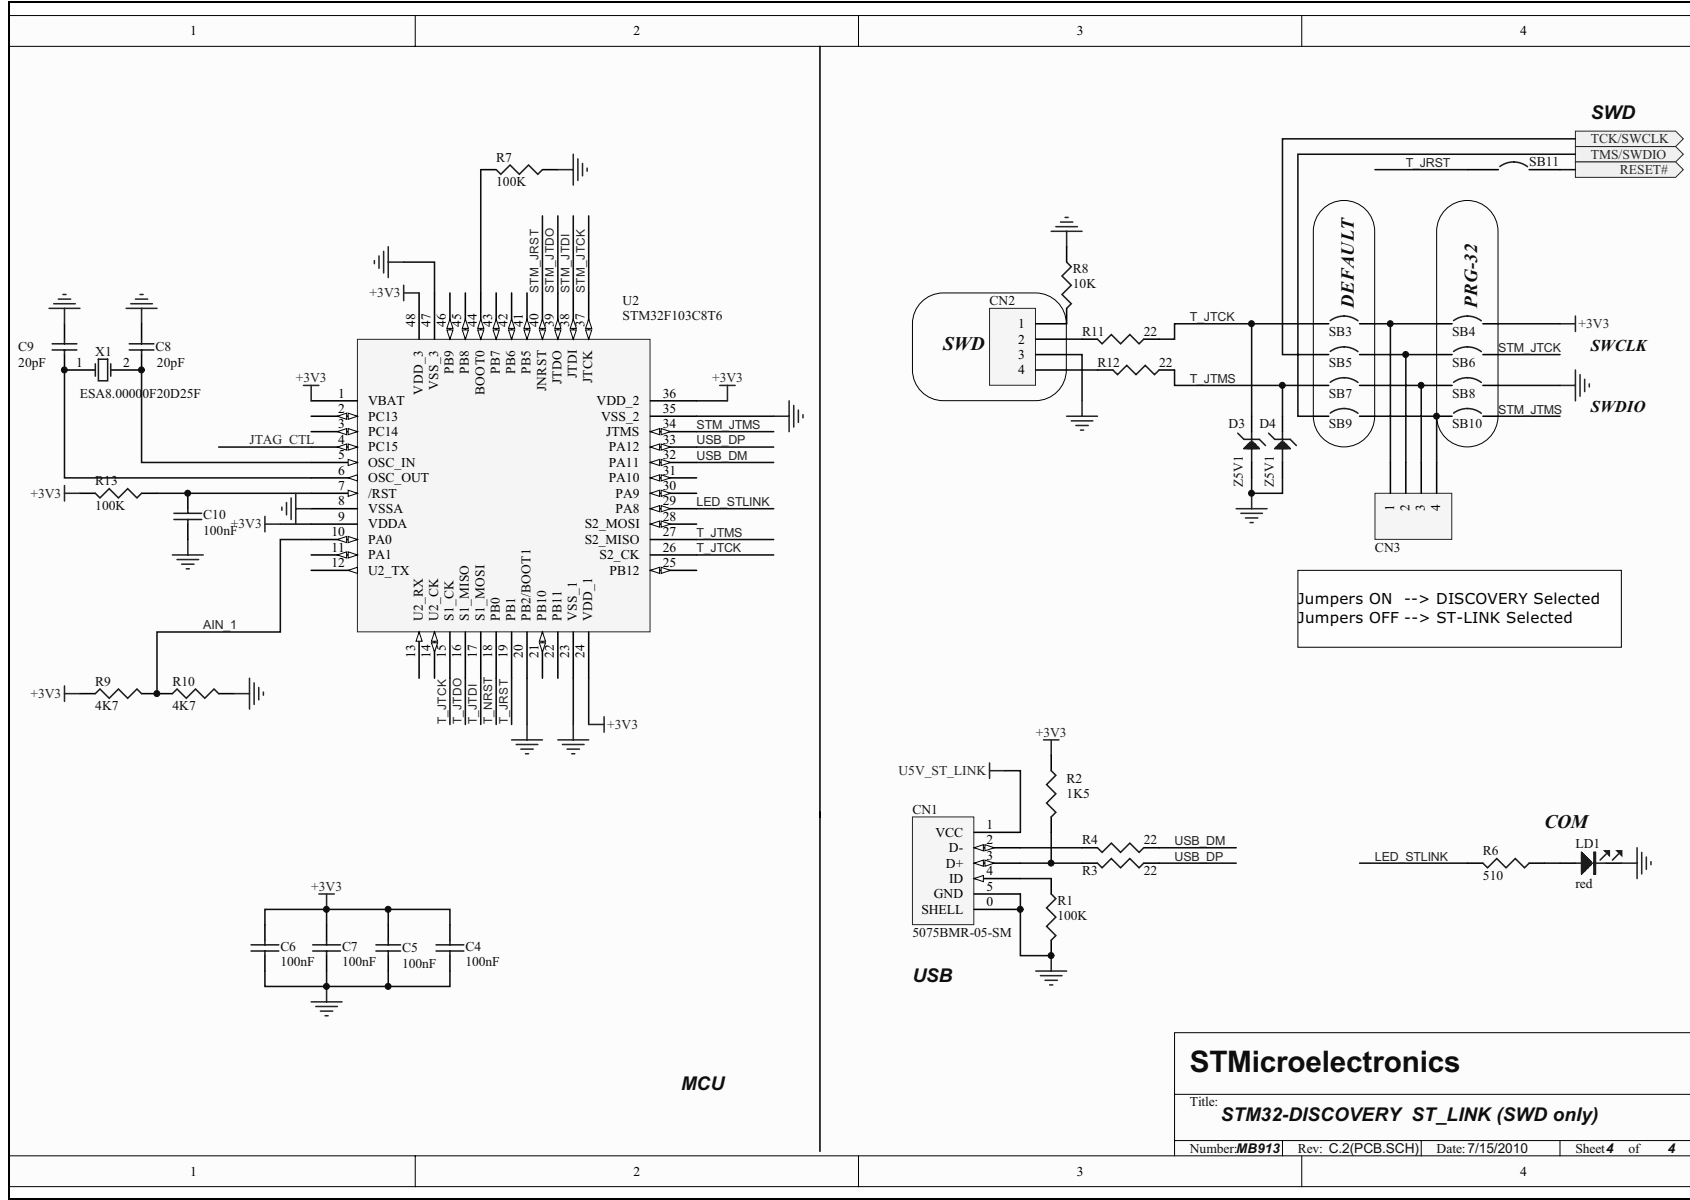 1 2 3 4
SWD
TCK/SWCLK
TMS/SWDIO
T_JRST SB11 RESET#
R7
100K
STM_JRST
STM_JTDO
STM_JTDI
STM_JTCK
+3V3
U2
STM32F103C8T6
48 47 46 45 44 43 42 41 40 39 38 37
VDD_3 VSS_3 PB9 PB8 BOOT0 PB7 PB6 PB5 JNRST JTDO JTDI JTCK
C9
20pF
X1
1 2
C8
20pF
ESA8.00000F20D25F
+3V3
1 VBAT
2 PC13
3 PC14
JTAG_CTL 4 PC15
5 OSC_IN
6 OSC_OUT
+3V3 R13 7 /RST
100K
8 VSSA
C10
100nF
+3V3 9 VDDA
10 PA0
11 PA1
12 U2_TX
+3V3
VDD_2 36
VSS_2 35
JTMS 34 STM_JTMS
PA12 33 USB_DP
PA11 32 USB_DM
PA10 31
PA9 30
PA8 29 LED_STLINK
S2_MOSI 28
S2_MISO 27 T_JTMS
S2_CK 26 T_JTCK
PB12 25
U2_RX U2_CK S1_CK S1_MISO S1_MOSI PB0 PB1 PB2/BOOT1 PB10 PB11 VSS_1 VDD_1
13 14 15 16 17 18 19 20 21 22 23 24
T_JTCK
T_JTDO
T_JTDI
T_NRST
T_JRST
+3V3
AIN_1
+3V3 R9 R10
4K7 4K7
+3V3
C6 C7 C5 C4
100nF 100nF 100nF 100nF
MCU
R8
10K
CN2
SWD
1
2
3
4
R11 22 T_JTCK
R12 22 T_JTMS
D3 D4
Z5V1 Z5V1
DEFAULT PRG-32
SB3 SB4 +3V3
SWCLK
SB5 SB6 STM_JTCK
SB7 SB8
SWDIO
SB9 SB10 STM_JTMS
1 2 3 4
CN3
Jumpers ON --> DISCOVERY Selected
Jumpers OFF --> ST-LINK Selected
+3V3
U5V_ST_LINK
R2
1K5
CN1
VCC 1
D- 2 R4 22 USB_DM
D+ 3 R3 22 USB_DP
ID 4
GND 5
SHELL 0
R1
100K
5075BMR-05-SM
USB
COM
LED_STLINK R6 LD1
510 red
STMicroelectronics
Title: STM32-DISCOVERY ST_LINK (SWD only)
Number:MB913 Rev: C.2(PCB.SCH) Date:7/15/2010 Sheet 4 of 4
1 2 3 4